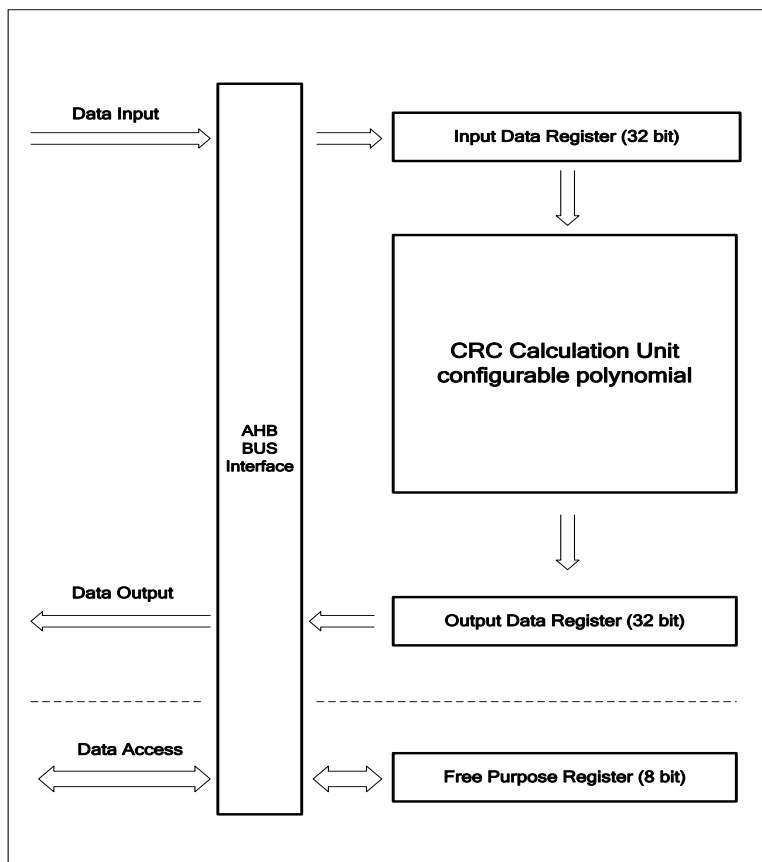 Data Input
Input Data Register (32 bit)
CRC Calculation Unit
configurable polynomial
AHB
BUS
Interface
Data Output
Output Data Register (32 bit)
Data Access
Free Purpose Register (8 bit)